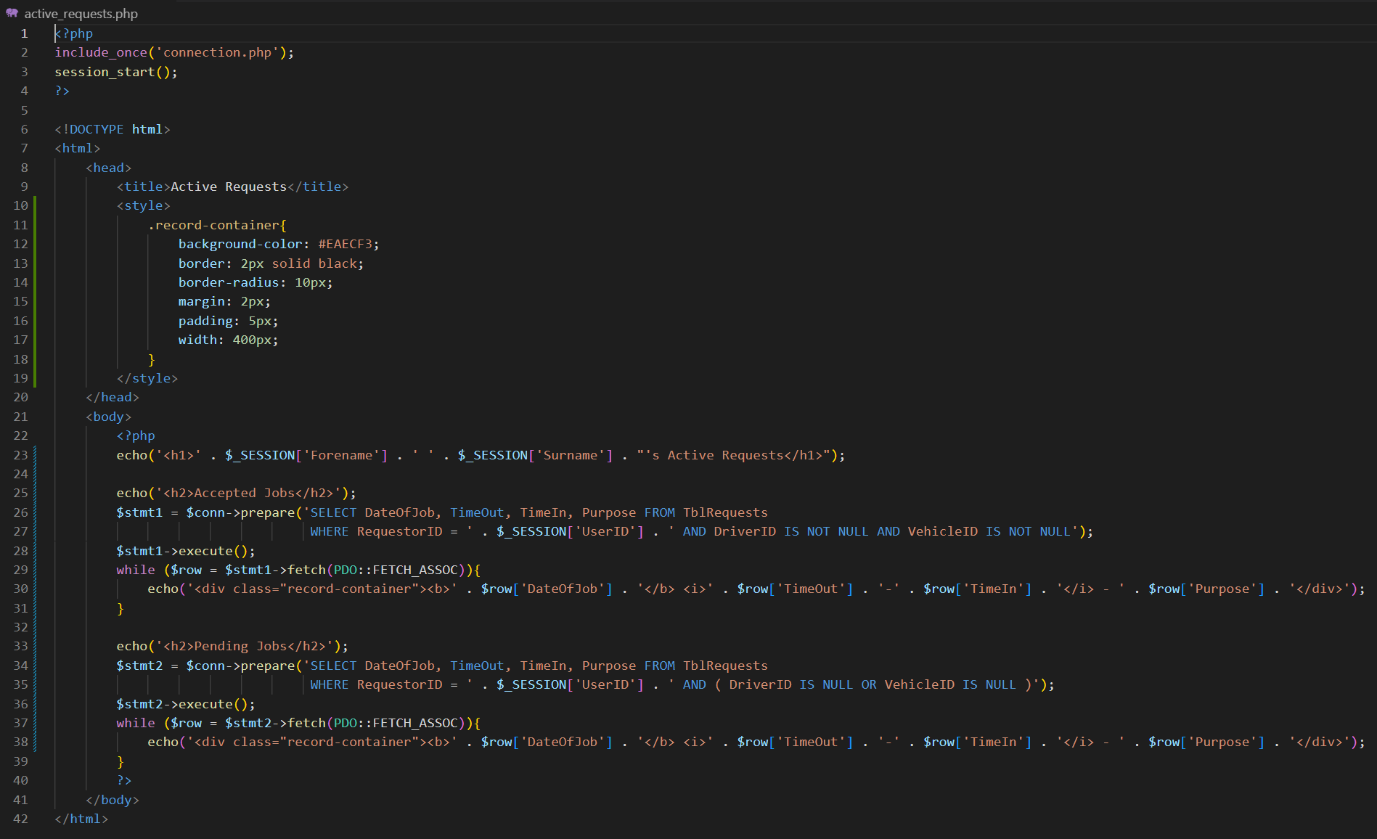 active_requests.php
1 <?php
2 include_once('connection.php');
3 session_start();
4 ?>
5
6 <!DOCTYPE html>
7 <html>
8     <head>
9         <title>Active Requests</title>
10         <style>
11             .record-container{
12                 background-color: #EAECF3;
13                 border: 2px solid black;
14                 border-radius: 10px;
15                 margin: 2px;
16                 padding: 5px;
17                 width: 400px;
18             }
19         </style>
20     </head>
21     <body>
22         <?php
23         echo('<h1>' . $_SESSION['Forename'] . ' ' . $_SESSION['Surname'] . "'s Active Requests</h1>");
24
25         echo('<h2>Accepted Jobs</h2>');
26         $stmt1 = $conn->prepare('SELECT DateOfJob, TimeOut, TimeIn, Purpose FROM TblRequests
27                                  WHERE RequestorID = ' . $_SESSION['UserID'] . ' AND DriverID IS NOT NULL AND VehicleID IS NOT NULL');
28         $stmt1->execute();
29         while ($row = $stmt1->fetch(PDO::FETCH_ASSOC)){
30             echo('<div class="record-container"><b>' . $row['DateOfJob'] . '</b> <i>' . $row['TimeOut'] . '-' . $row['TimeIn'] . '</i> - ' . $row['Purpose'] . '</div>');
31         }
32
33         echo('<h2>Pending Jobs</h2>');
34         $stmt2 = $conn->prepare('SELECT DateOfJob, TimeOut, TimeIn, Purpose FROM TblRequests
35                                  WHERE RequestorID = ' . $_SESSION['UserID'] . ' AND ( DriverID IS NULL OR VehicleID IS NULL )');
36         $stmt2->execute();
37         while ($row = $stmt2->fetch(PDO::FETCH_ASSOC)){
38             echo('<div class="record-container"><b>' . $row['DateOfJob'] . '</b> <i>' . $row['TimeOut'] . '-' . $row['TimeIn'] . '</i> - ' . $row['Purpose'] . '</div>');
39         }
40         ?>
41     </body>
42 </html>